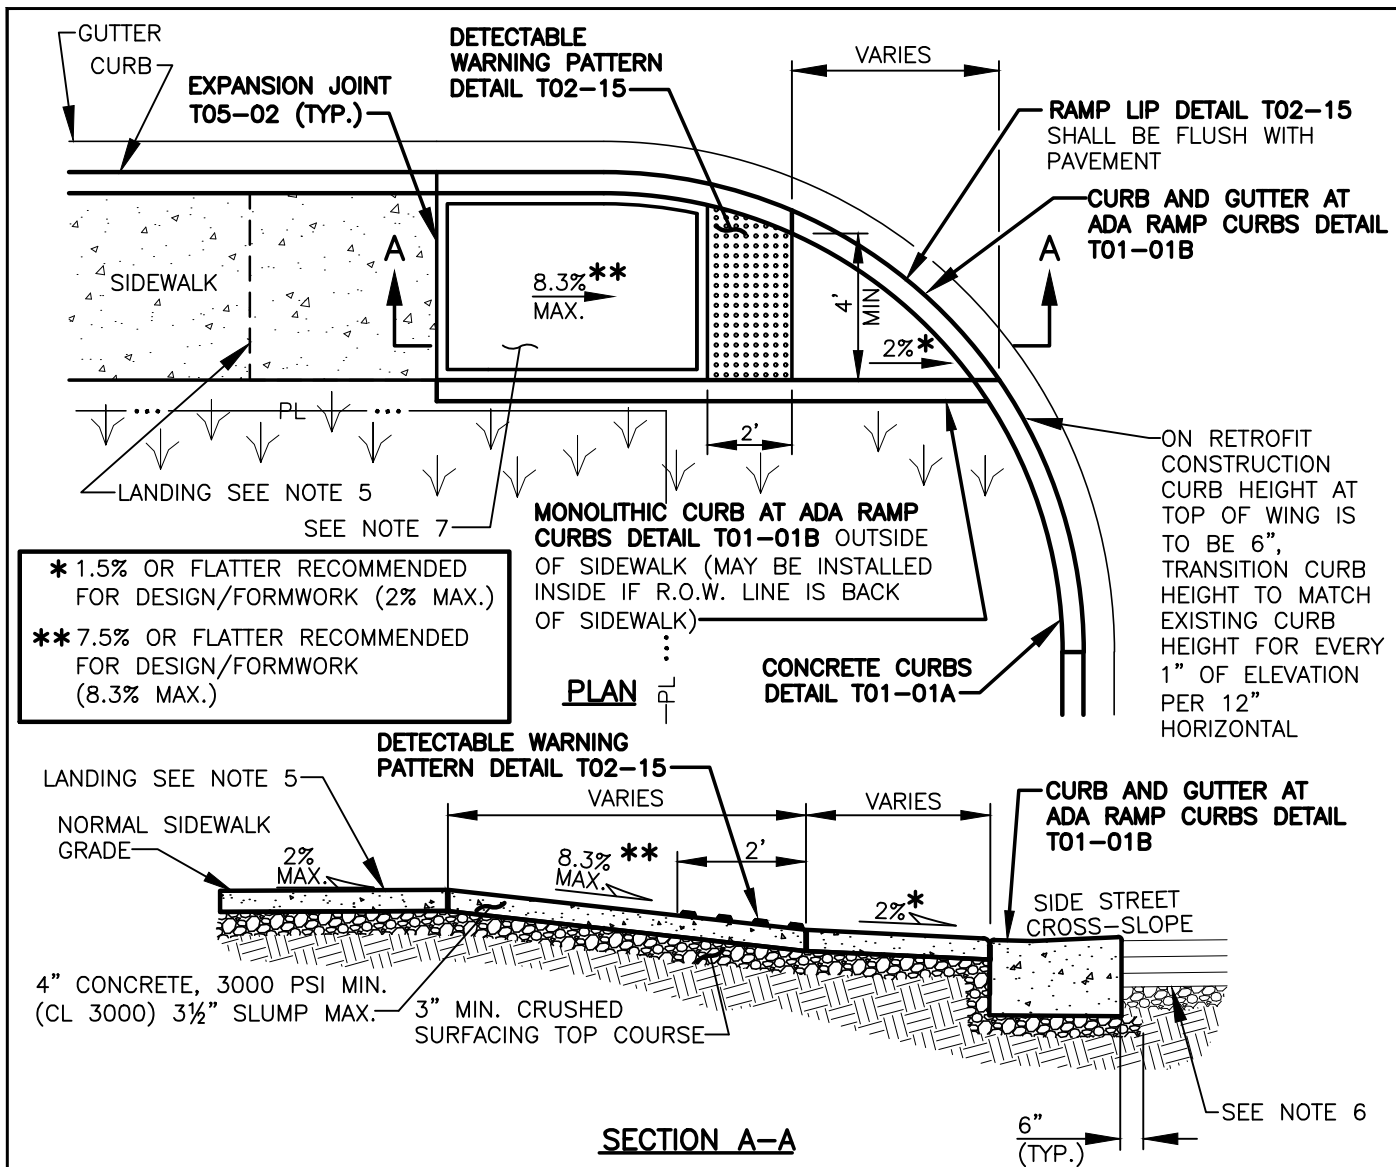 GUTTER
CURB
EXPANSION JOINT
T05-02 (TYP.)
DETECTABLE
WARNING PATTERN
DETAIL T02-15
VARIES
RAMP LIP DETAIL T02-15
SHALL BE FLUSH WITH
PAVEMENT
CURB AND GUTTER AT
ADA RAMP CURBS DETAIL
T01-01B
A
A
SIDEWALK
8.3%**
MAX.
4'
MIN
2%*
PL
2'
LANDING SEE NOTE 5
SEE NOTE 7
MONOLITHIC CURB AT ADA RAMP
CURBS DETAIL T01-01B OUTSIDE
OF SIDEWALK (MAY BE INSTALLED
INSIDE IF R.O.W. LINE IS BACK
OF SIDEWALK)
ON RETROFIT
CONSTRUCTION
CURB HEIGHT AT
TOP OF WING IS
TO BE 6",
TRANSITION CURB
HEIGHT TO MATCH
EXISTING CURB
HEIGHT FOR EVERY
1" OF ELEVATION
PER 12"
HORIZONTAL
* 1.5% OR FLATTER RECOMMENDED
FOR DESIGN/FORMWORK (2% MAX.)
** 7.5% OR FLATTER RECOMMENDED
FOR DESIGN/FORMWORK
(8.3% MAX.)
PLAN
PL
CONCRETE CURBS
DETAIL T01-01A
DETECTABLE WARNING
PATTERN DETAIL T02-15
LANDING SEE NOTE 5
NORMAL SIDEWALK
GRADE
VARIES
VARIES
CURB AND GUTTER AT
ADA RAMP CURBS DETAIL
T01-01B
2%
MAX.
8.3%**
MAX.
2'
2%*
SIDE STREET
CROSS-SLOPE
4" CONCRETE, 3000 PSI MIN.
(CL 3000) 3½" SLUMP MAX.
3" MIN. CRUSHED
SURFACING TOP COURSE
SEE NOTE 6
6"
(TYP.)
SECTION A-A